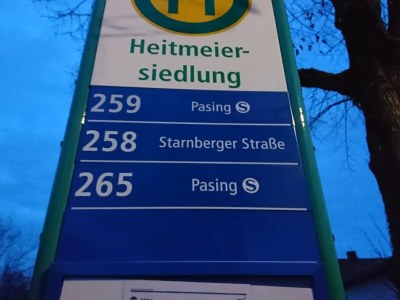 H
Heitmeier-
siedlung
259 Pasing S
258 Starnberger Straße
265 Pasing S